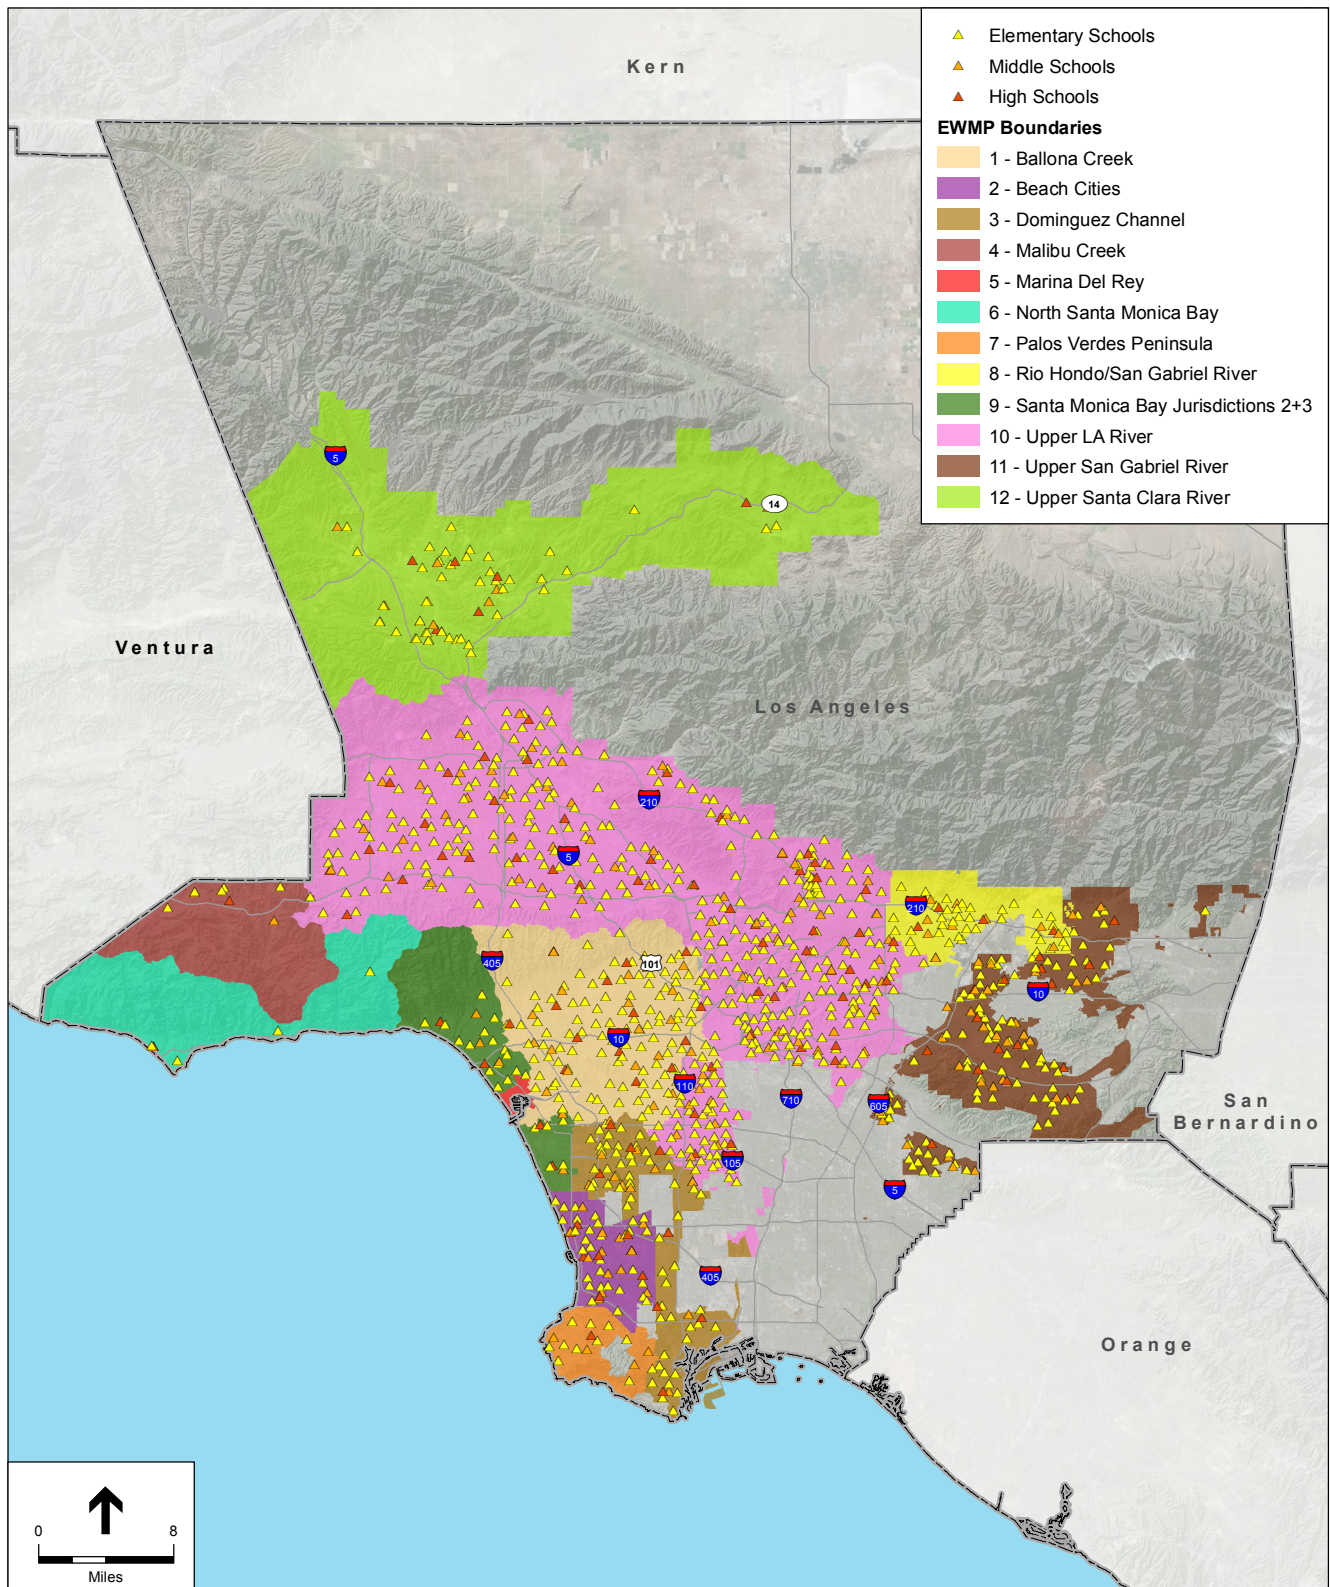 Elementary Schools
Middle Schools
High Schools
EWMP Boundaries
1 - Ballona Creek
2 - Beach Cities
3 - Dominguez Channel
4 - Malibu Creek
5 - Marina Del Rey
6 - North Santa Monica Bay
7 - Palos Verdes Peninsula
8 - Rio Hondo/San Gabriel River
9 - Santa Monica Bay Jurisdictions 2+3
10 - Upper LA River
11 - Upper San Gabriel River
12 - Upper Santa Clara River
Kern
5
14
Ventura
Los Angeles
210
5
210
405
101
10
10
110
710
605
San
Bernardino
105
5
405
Orange
0 8
Miles